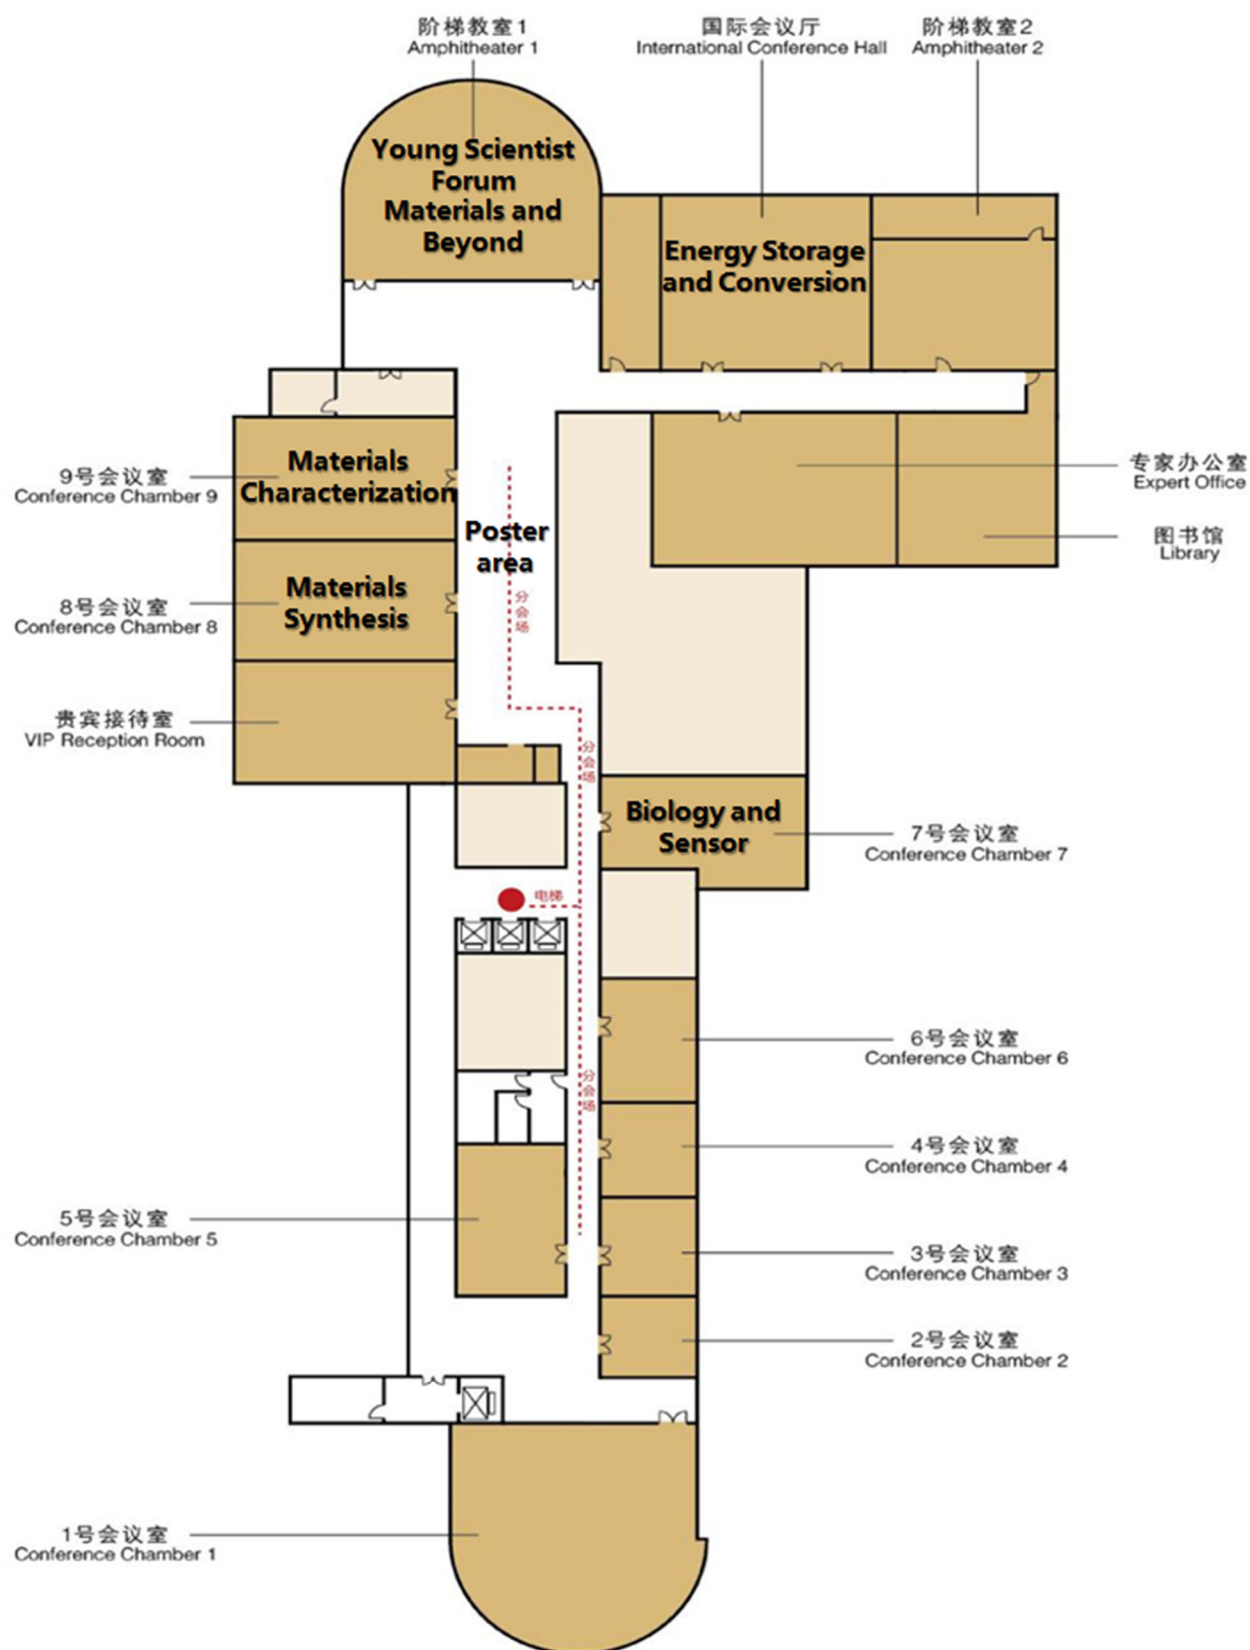 阶梯教室1
Amphitheater 1
国际会议厅
International Conference Hall
阶梯教室2
Amphitheater 2
Young Scientist
Forum
Materials and
Beyond
Energy Storage
and Conversion
9号会议室
Conference Chamber 9
Materials
Characterization
专家办公室
Expert Office
Poster
area
图书馆
Library
分会场
8号会议室
Conference Chamber 8
Materials
Synthesis
贵宾接待室
VIP Reception Room
分会场
Biology and
Sensor
7号会议室
Conference Chamber 7
电梯
6号会议室
Conference Chamber 6
分会场
4号会议室
Conference Chamber 4
5号会议室
Conference Chamber 5
3号会议室
Conference Chamber 3
2号会议室
Conference Chamber 2
1号会议室
Conference Chamber 1